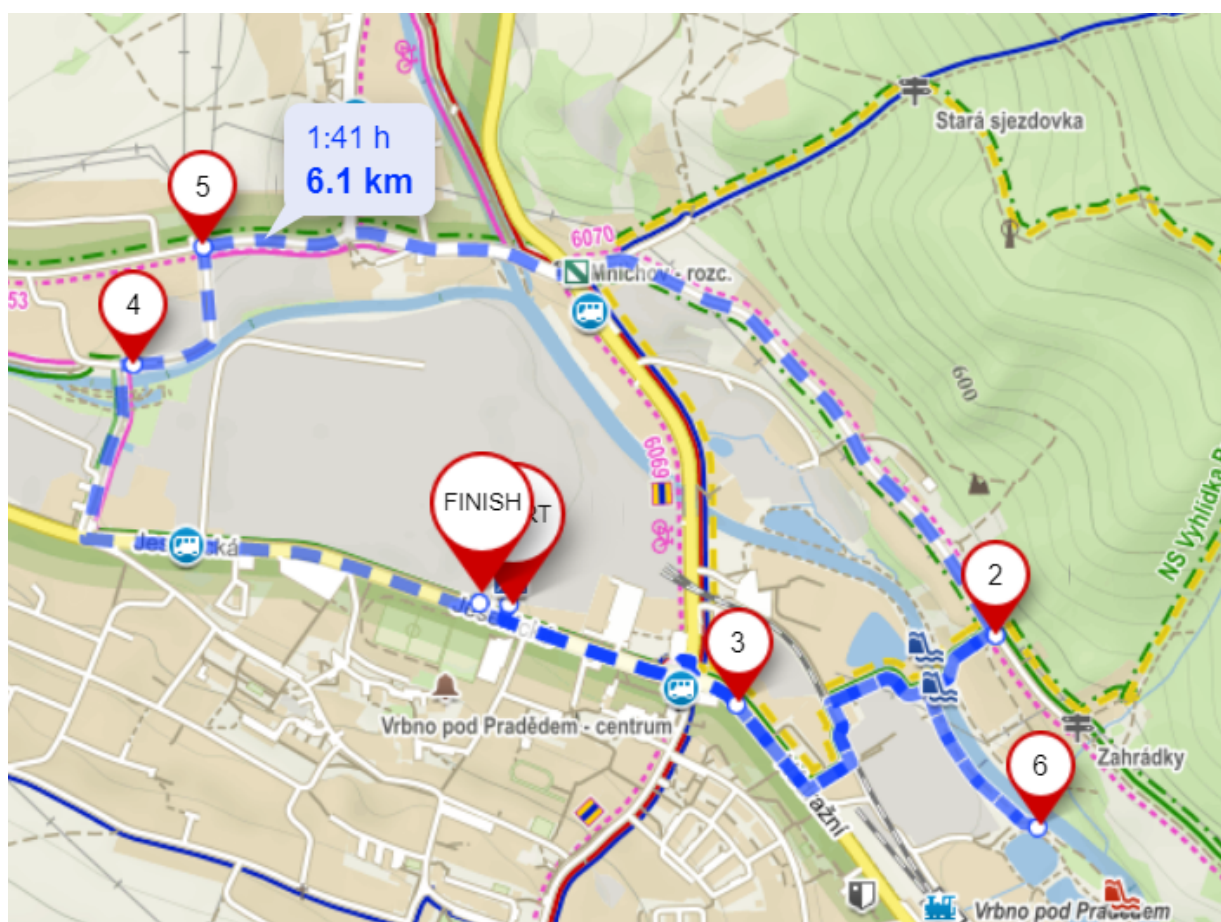 Stará sjezdovka
1:41 h
6.1 km
5
6070
Mnichov - rozc.
4
53
600
6069
NS Vyhlídka
FINISH
2
3
Vrbno pod Pradědem - centrum
Zahrádky
6
Vrbno pod Pradědem